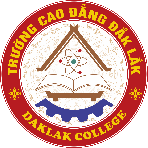 TRƯỜNG CAO ĐẲNG ĐẮK LẮK
DAKLAK COLLEGE